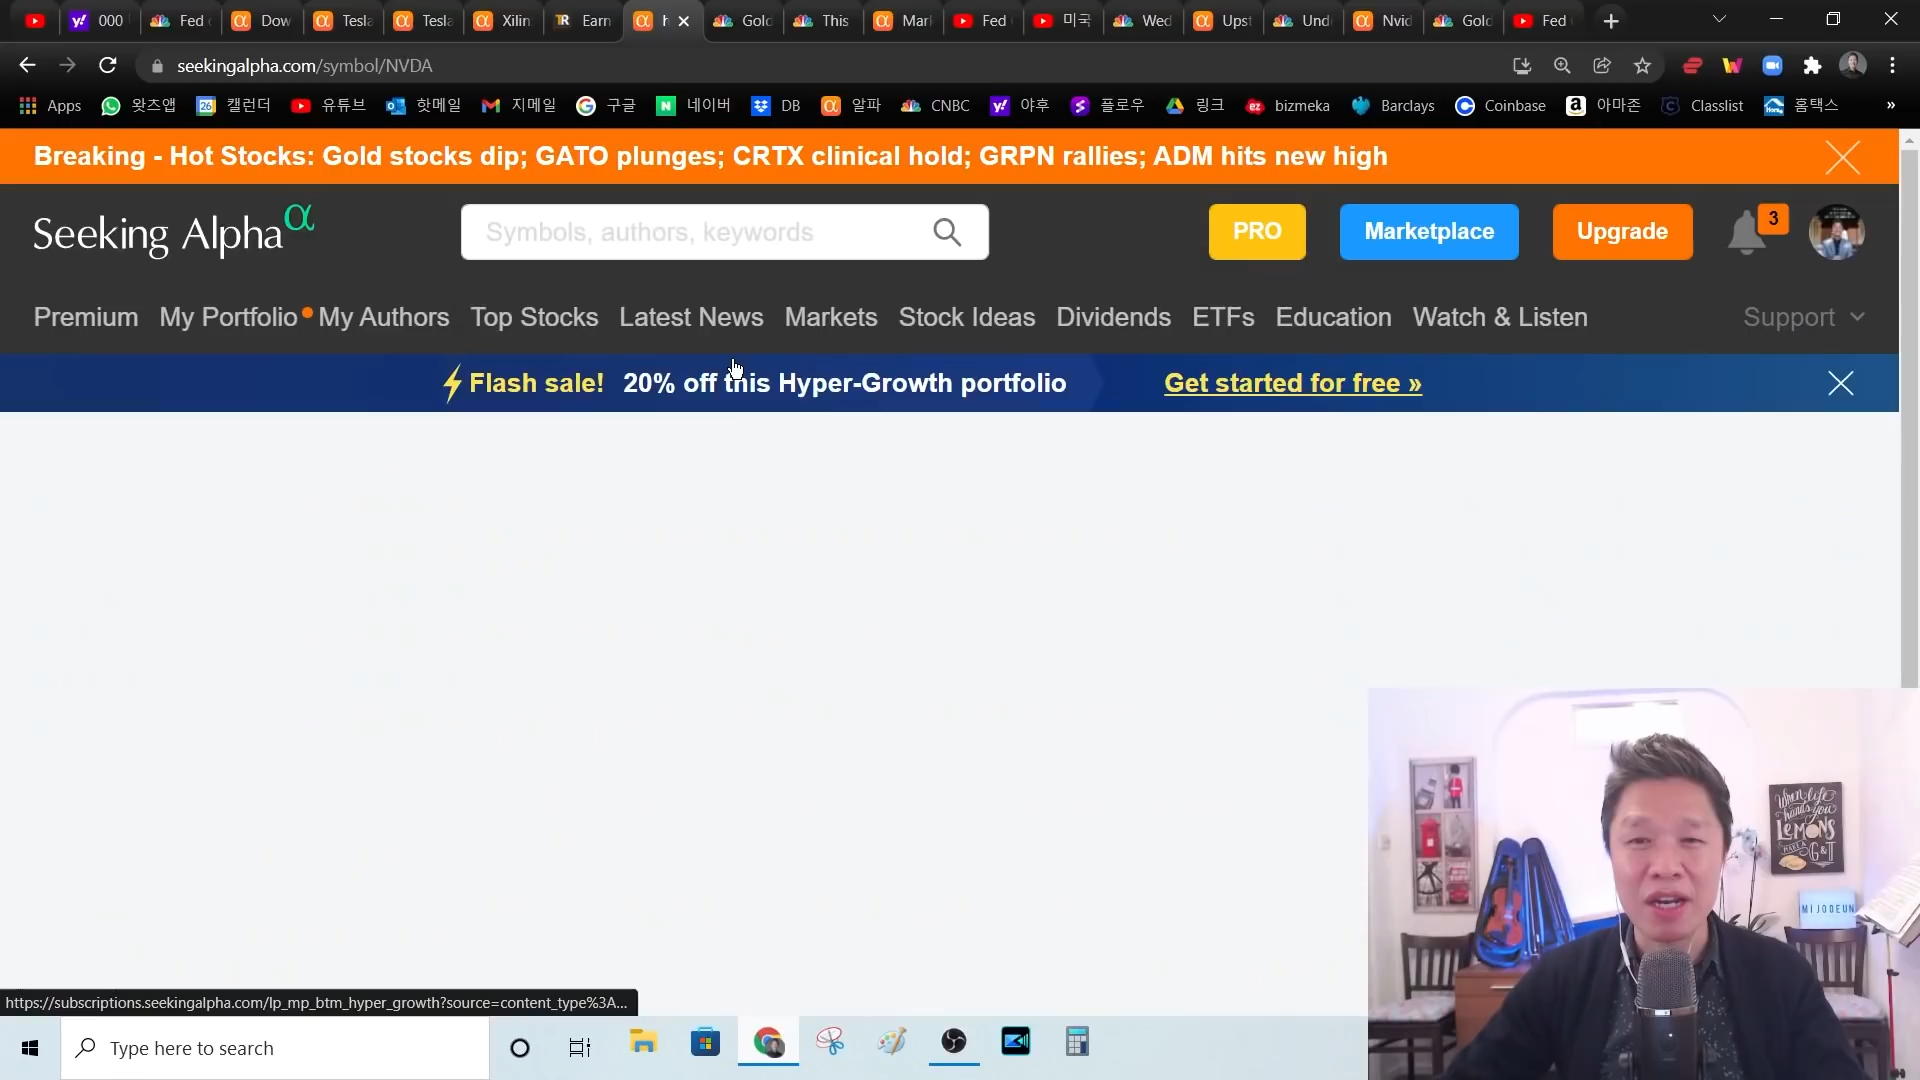 000
Fed
Dow
Tesla
Tesla
Xilin
TR
Earn
h
Gold
This
Mar
Fed
미국
Wed
Upst
Und
Nvid
Gold
Fed
seekingalpha.com/symbol/NVDA
Apps
왓츠앱
26
캘런더
유튜브
핫메일
지메일
구글
네이버
DB
알파
CNBC
야후
플로우
링크
bizmeka
Barclays
Coinbase
아마존
Classlist
홈택스
»
Breaking - Hot Stocks: Gold stocks dip; GATO plunges; CRTX clinical hold; GRPN rallies; ADM hits new high
Seeking Alpha α
Symbols, authors, keywords
PRO
Marketplace
Upgrade
3
Premium
My Portfolio
My Authors
Top Stocks
Latest News
Markets
Stock Ideas
Dividends
ETFs
Education
Watch & Listen
Support
Flash sale! 20% off this Hyper-Growth portfolio
Get started for free »
When life
hands you
LEMONS
MAKE A
G&T
MIJOOEUN
https://subscriptions.seekingalpha.com/lp_mp_btm_hyper_growth?source=content_type%3A...
Type here to search